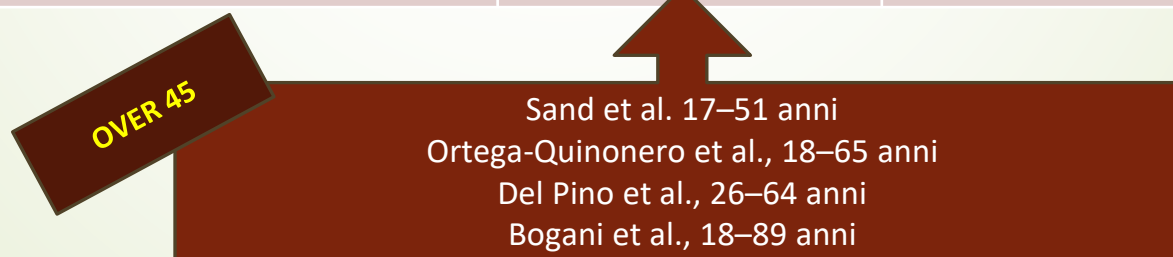 OVER 45
Sand et al. 17–51 anni
Ortega-Quinonero et al., 18–65 anni
Del Pino et al., 26–64 anni
Bogani et al., 18–89 anni